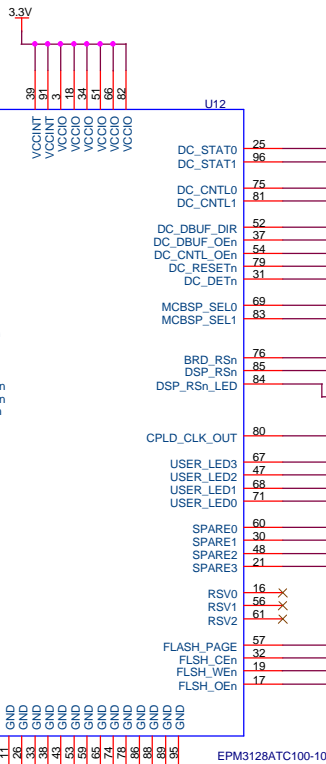 3.3V
39 91 3 18 34 51 66 82
U12
VCCINT VCCINT VCCIO VCCIO VCCIO VCCIO VCCIO VCCIO
DC_STAT0 25
DC_STAT1 96
DC_CNTL0 75
DC_CNTL1 81
DC_DBUF_DIR 52
DC_DBUF_OEn 37
DC_CNTL_OEn 54
DC_RESETn 79
DC_DETn 31
MCBSP_SEL0 69
MCBSP_SEL1 83
BRD_RSn 76
DSP_RSn 85
DSP_RSn_LED 84
n
n
n
CPLD_CLK_OUT 80
USER_LED3 67
USER_LED2 47
USER_LED1 68
USER_LED0 71
SPARE0 60
SPARE1 30
SPARE2 48
SPARE3 21
RSV0 16
RSV1 56
RSV2 61
FLASH_PAGE 57
FLSH_CEn 32
FLSH_WEn 19
FLSH_OEn 17
GND GND GND GND GND GND GND GND GND GND GND GND GND GND
11 26 33 38 43 53 59 65 74 78 86 88 89 95
EPM3128ATC100-10